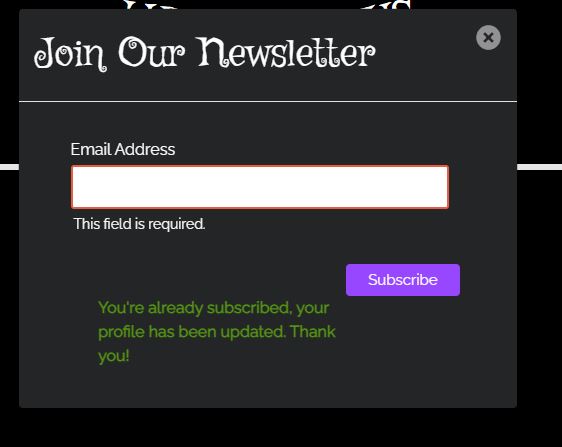 Join Our Newsletter
Email Address
This field is required.
Subscribe
You're already subscribed, your
profile has been updated. Thank
you!